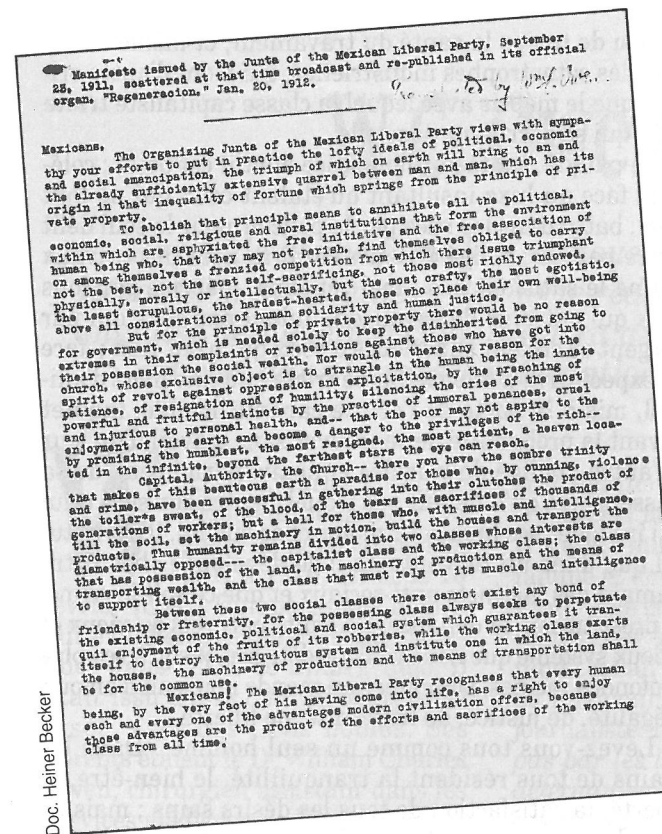 Manifesto issued by the Junta of the Mexican Liberal Party, September
23, 1911, scattered at that time broadcast and re-published in its official
organ, "Regeneracion," Jan. 20, 1912.
by
Mexicans.
The Organizing Junta of the Mexican Liberal Party views with sympa-
thy your efforts to put in practice the lofty ideals of political, economic
and social emancipation, the triumph of which on earth will bring to an end
the already sufficiently extensive quarrel between man and man, which has its
origin in that inequality of fortune which springs from the principle of pri-
vate property.
To abolish that principle means to annihilate all the political,
economic, social, religious and moral institutions that form the environment
within which are asphyxiated the free initiative and the free association of
human being who, that they may not perish, find themselves obliged to carry
on among themselves a frenzied competition from which there issue triumphant
not the best, not the most self-sacrificing, not those most richly endowed,
physically, morally or intellectually, but the most crafty, the most egotistic,
the least scrupulous, the hardest-hearted, those who place their own well-being
above all considerations of human solidarity and human justice.
But for the principle of private property there would be no reason
for government, which is needed solely to keep the disinherited from going to
extremes in their complaints or rebellions against those who have got into
their possession the social wealth. Nor would be there any reason for the
church, whose exclusive object is to strangle in the human being the innate
spirit of revolt against oppression and exploitation, by the preaching of
patience, of resignation and of humility; silencing the cries of the most
powerful and fruitful instincts by the practice of immoral penances, cruel
and injurious to personal health, and-- that the poor may not aspire to the
enjoyment of this earth and become a danger to the privileges of the rich--
by promising the humblest, the most resigned, the most patient, a heaven loca-
ted in the infinite, beyond the farthest stars the eye can reach.
Capital, Authority, the Church-- there you have the sombre trinity
that makes of this beauteous earth a paradise for those who, by cunning, violence
and crime, have been successful in gathering into their clutches the product of
the toiler's sweat, of the blood, of the tears and sacrifices of thousands of
generations of workers; but a hell for those who, with muscle and intelligence,
till the soil, set the machinery in motion, build the houses and transport the
products. Thus humanity remains divided into two classes whose interests are
diametrically opposed--- the capitalist class and the working class; the class
that has possession of the land, the machinery of production and the means of
transporting wealth, and the class that must rely on its muscle and intelligence
to support itself.
Between these two social classes there cannot exist any bond of
friendship or fraternity, for the possessing class always seeks to perpetuate
the existing economic, political and social system which guarantees it tran-
quil enjoyment of the fruits of its robberies, while the working class exerts
itself to destroy the iniquitous system and institute one in which the land,
the houses, the machinery of production and the means of transportation shall
be for the common use.
Mexicans! The Mexican Liberal Party recognises that every human
being, by the very fact of his having come into life, has a right to enjoy
each and every one of the advantages modern civilization offers, because
those advantages are the product of the efforts and sacrifices of the working
class from all time.
Doc. Heiner Becker